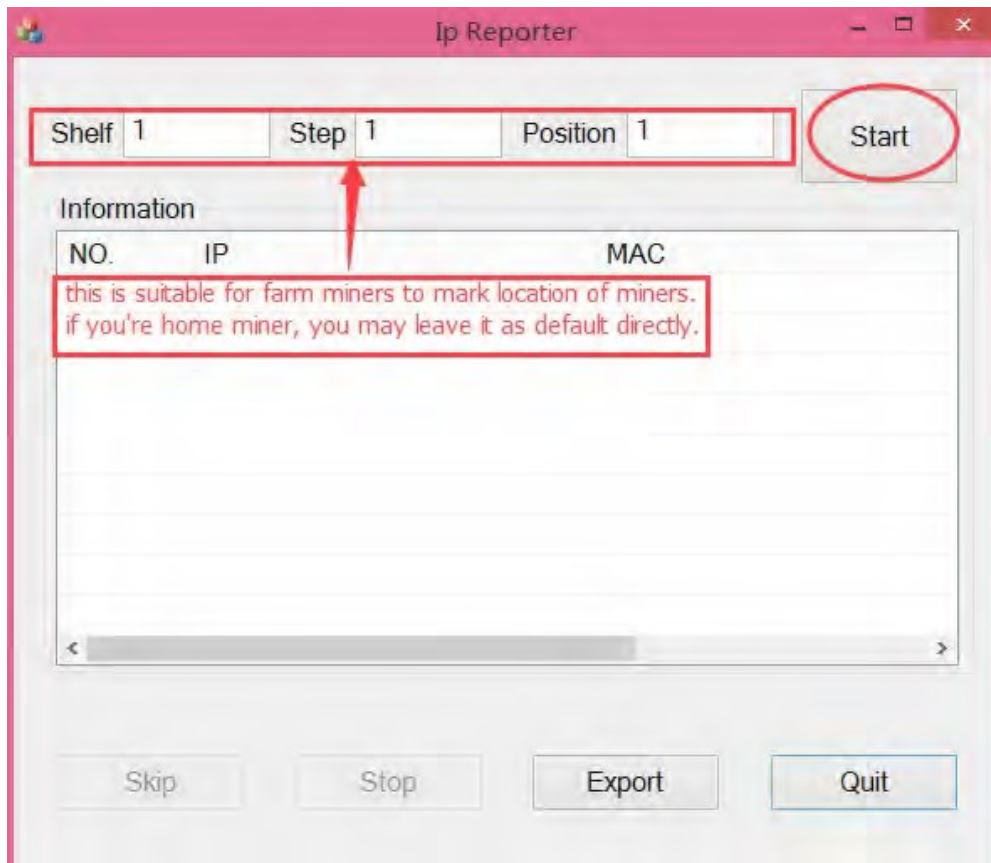 Ip Reporter
Shelf 1 Step 1 Position 1 Start
Information
NO. IP MAC
this is suitable for farm miners to mark location of miners.
if you're home miner, you may leave it as default directly.
Skip Stop Export Quit